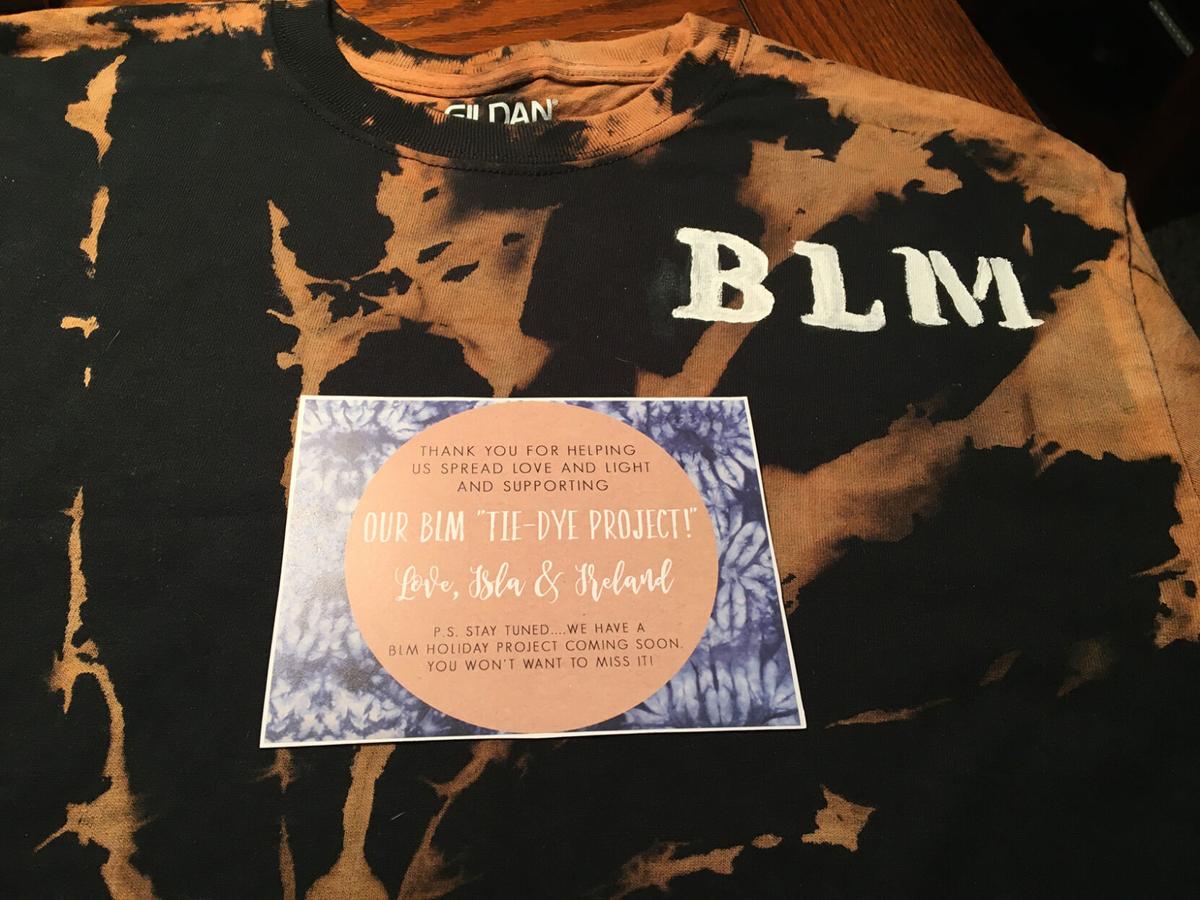 GILDAN
BLM
THANK YOU FOR HELPING
US SPREAD LOVE AND LIGHT
AND SUPPORTING
OUR BLM "TIE-DYE PROJECT!"
Love, Isla & Ireland
P.S. STAY TUNED....WE HAVE A
BLM HOLIDAY PROJECT COMING SOON.
YOU WON'T WANT TO MISS IT!